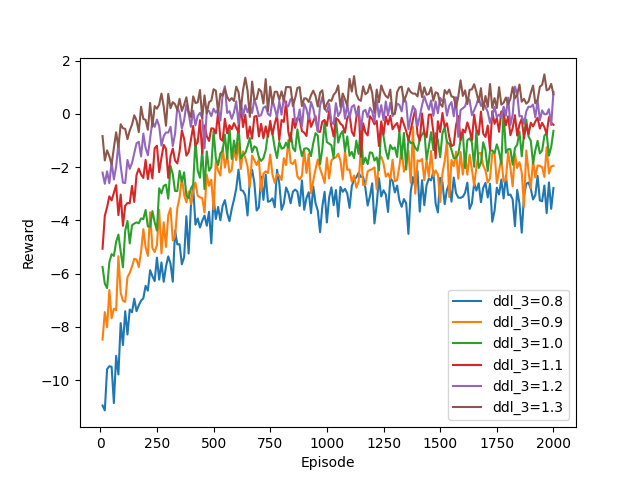 2
0
−2
−4
−6
−8
−10
Reward
0
250
500
750
1000
1250
1500
1750
2000
Episode
ddl_3=0.8
ddl_3=0.9
ddl_3=1.0
ddl_3=1.1
ddl_3=1.2
ddl_3=1.3